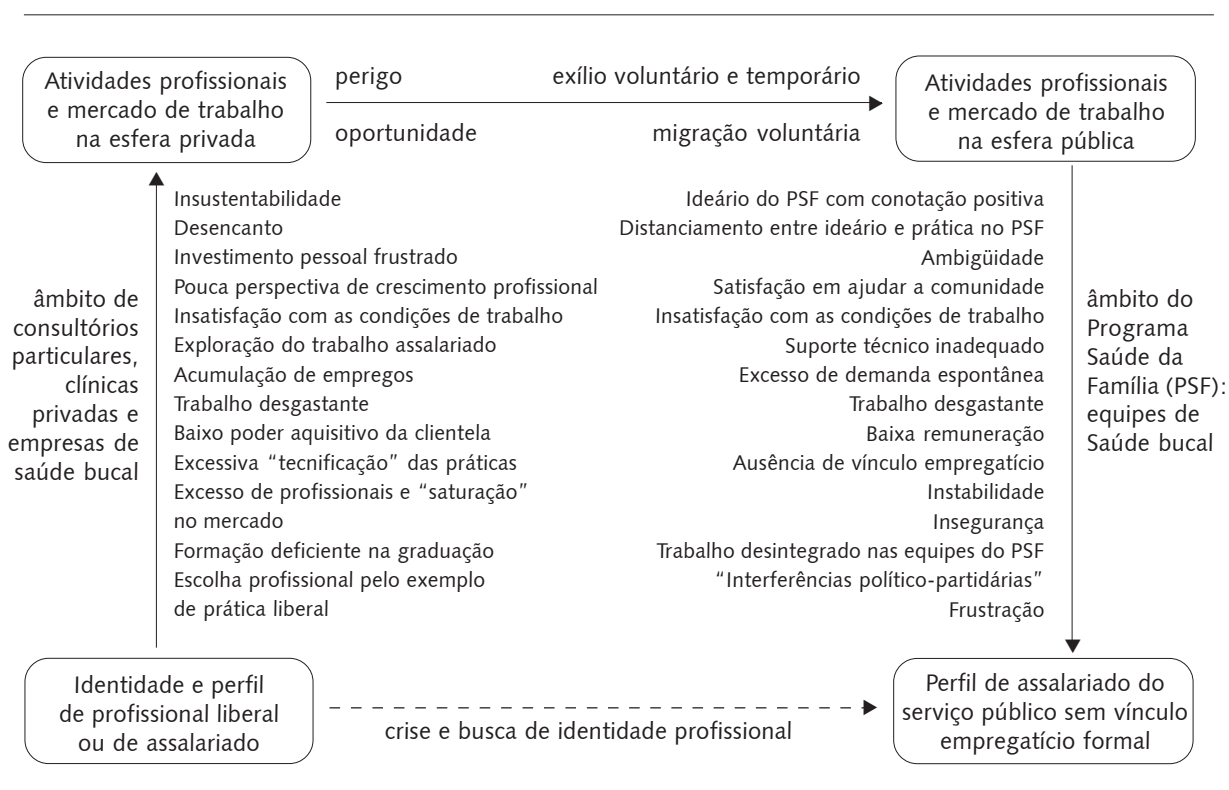 Atividades profissionais
e mercado de trabalho
na esfera privada
perigo
exílio voluntário e temporário
oportunidade
migração voluntária
Atividades profissionais
e mercado de trabalho
na esfera pública
âmbito de
consultórios
particulares,
clínicas
privadas e
empresas de
saúde bucal
Insustentabilidade
Desencanto
Investimento pessoal frustrado
Pouca perspectiva de crescimento profissional
Insatisfação com as condições de trabalho
Exploração do trabalho assalariado
Acumulação de empregos
Trabalho desgastante
Baixo poder aquisitivo da clientela
Excessiva “tecnificação” das práticas
Excesso de profissionais e “saturação”
no mercado
Formação deficiente na graduação
Escolha profissional pelo exemplo
de prática liberal
Ideário do PSF com conotação positiva
Distanciamento entre ideário e prática no PSF
Ambigüidade
Satisfação em ajudar a comunidade
Insatisfação com as condições de trabalho
Suporte técnico inadequado
Excesso de demanda espontânea
Trabalho desgastante
Baixa remuneração
Ausência de vínculo empregatício
Instabilidade
Insegurança
Trabalho desintegrado nas equipes do PSF
“Interferências político-partidárias”
Frustração
âmbito do
Programa
Saúde da
Família (PSF):
equipes de
Saúde bucal
Identidade e perfil
de profissional liberal
ou de assalariado
crise e busca de identidade profissional
Perfil de assalariado do
serviço público sem vínculo
empregatício formal